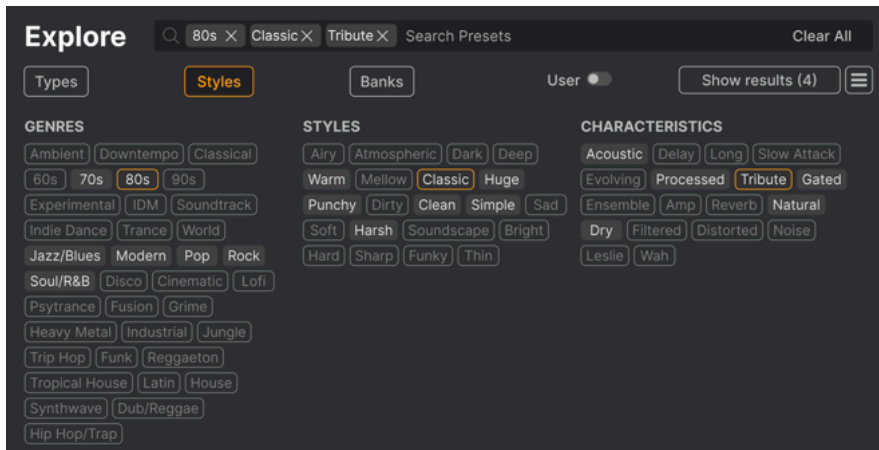 Explore 80s Classic Tribute Search Presets Clear All
Types Styles Banks User Show results (4)
GENRES
Ambient Downtempo Classical
60s 70s 80s 90s
Experimental IDM Soundtrack
Indie Dance Trance World
Jazz/Blues Modern Pop Rock
Soul/R&B Disco Cinematic Lofi
Psytrance Fusion Grime
Heavy Metal Industrial Jungle
Trip Hop Funk Reggaeton
Tropical House Latin House
Synthwave Dub/Reggae
Hip Hop/Trap
STYLES
Airy Atmospheric Dark Deep
Warm Mellow Classic Huge
Punchy Dirty Clean Simple Sad
Soft Harsh Soundscape Bright
Hard Sharp Funky Thin
CHARACTERISTICS
Acoustic Delay Long Slow Attack
Evolving Processed Tribute Gated
Ensemble Amp Reverb Natural
Dry Filtered Distorted Noise
Leslie Wah